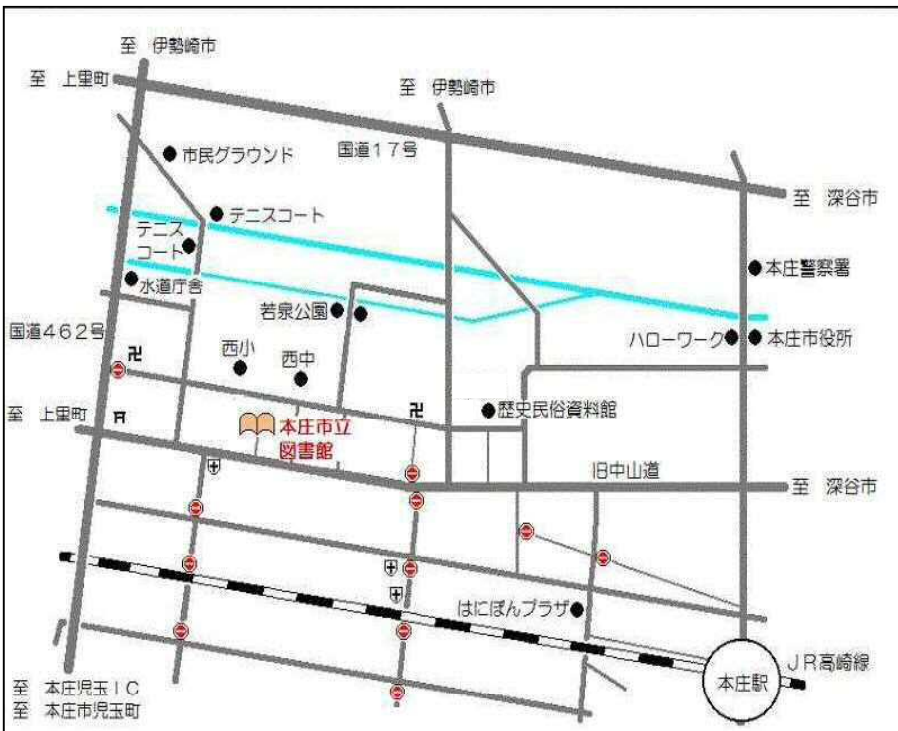 至 伊勢崎市
至 上里町
至 伊勢崎市
市民グラウンド
国道17号
至 深谷市
テニスコート
テニス
コート
本庄警察署
水道庁舎
若泉公園
国道462号
ハローワーク
本庄市役所
卍
西小
西中
至 上里町
卍
歴史民俗資料館
本庄市立
図書館
旧中山道
至 深谷市
はにぽんプラザ
JR高崎線
本庄駅
至 本庄児玉IC
至 本庄市児玉町